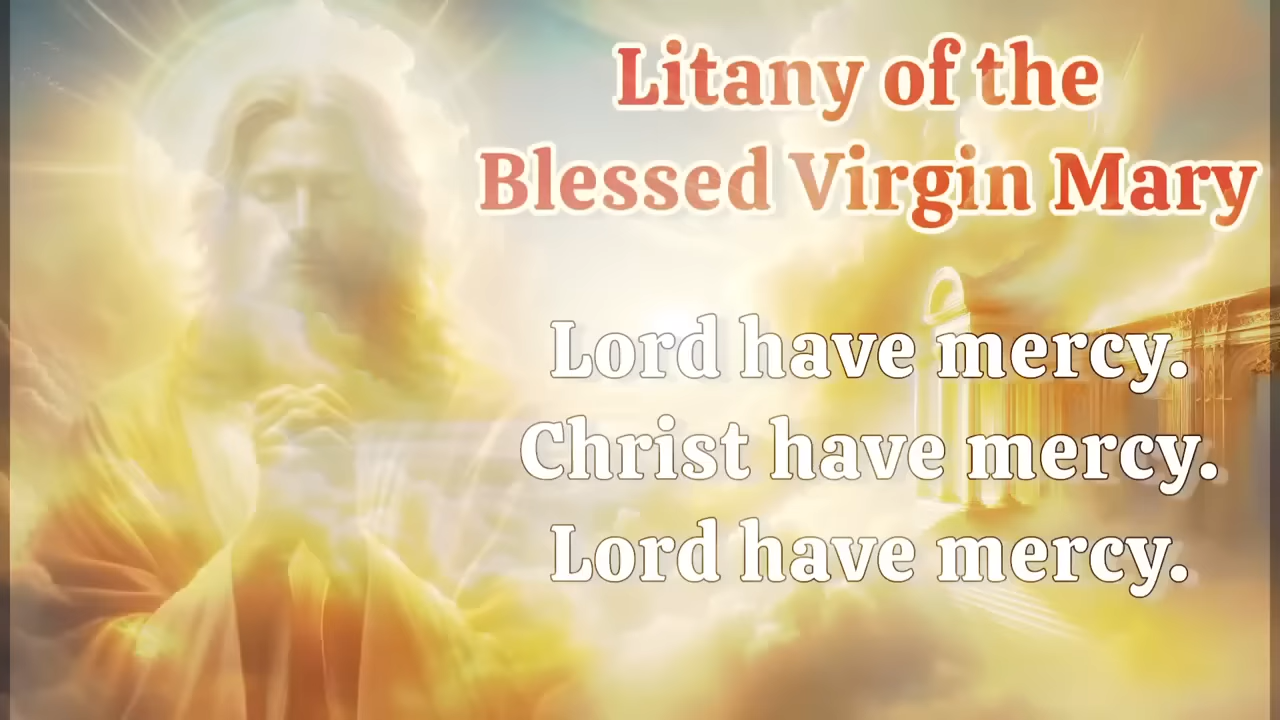 Litany of the
Blessed Virgin Mary
Lord have mercy.
Christ have mercy.
Lord have mercy.